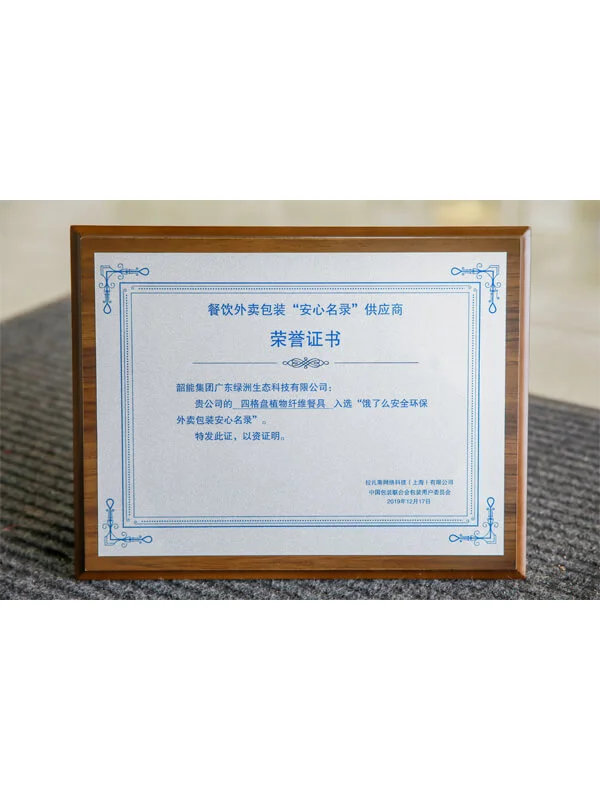 餐饮外卖包装“安心名录”供应商
荣誉证书
韶能集团广东绿洲生态科技有限公司：
贵公司的 四格盘植物纤维餐具 入选“饿了么安全环保
外卖包装安心名录”。
特发此证，以资证明。
拉扎斯网络科技（上海）有限公司
中国包装联合会包装用户委员会
2019年12月17日